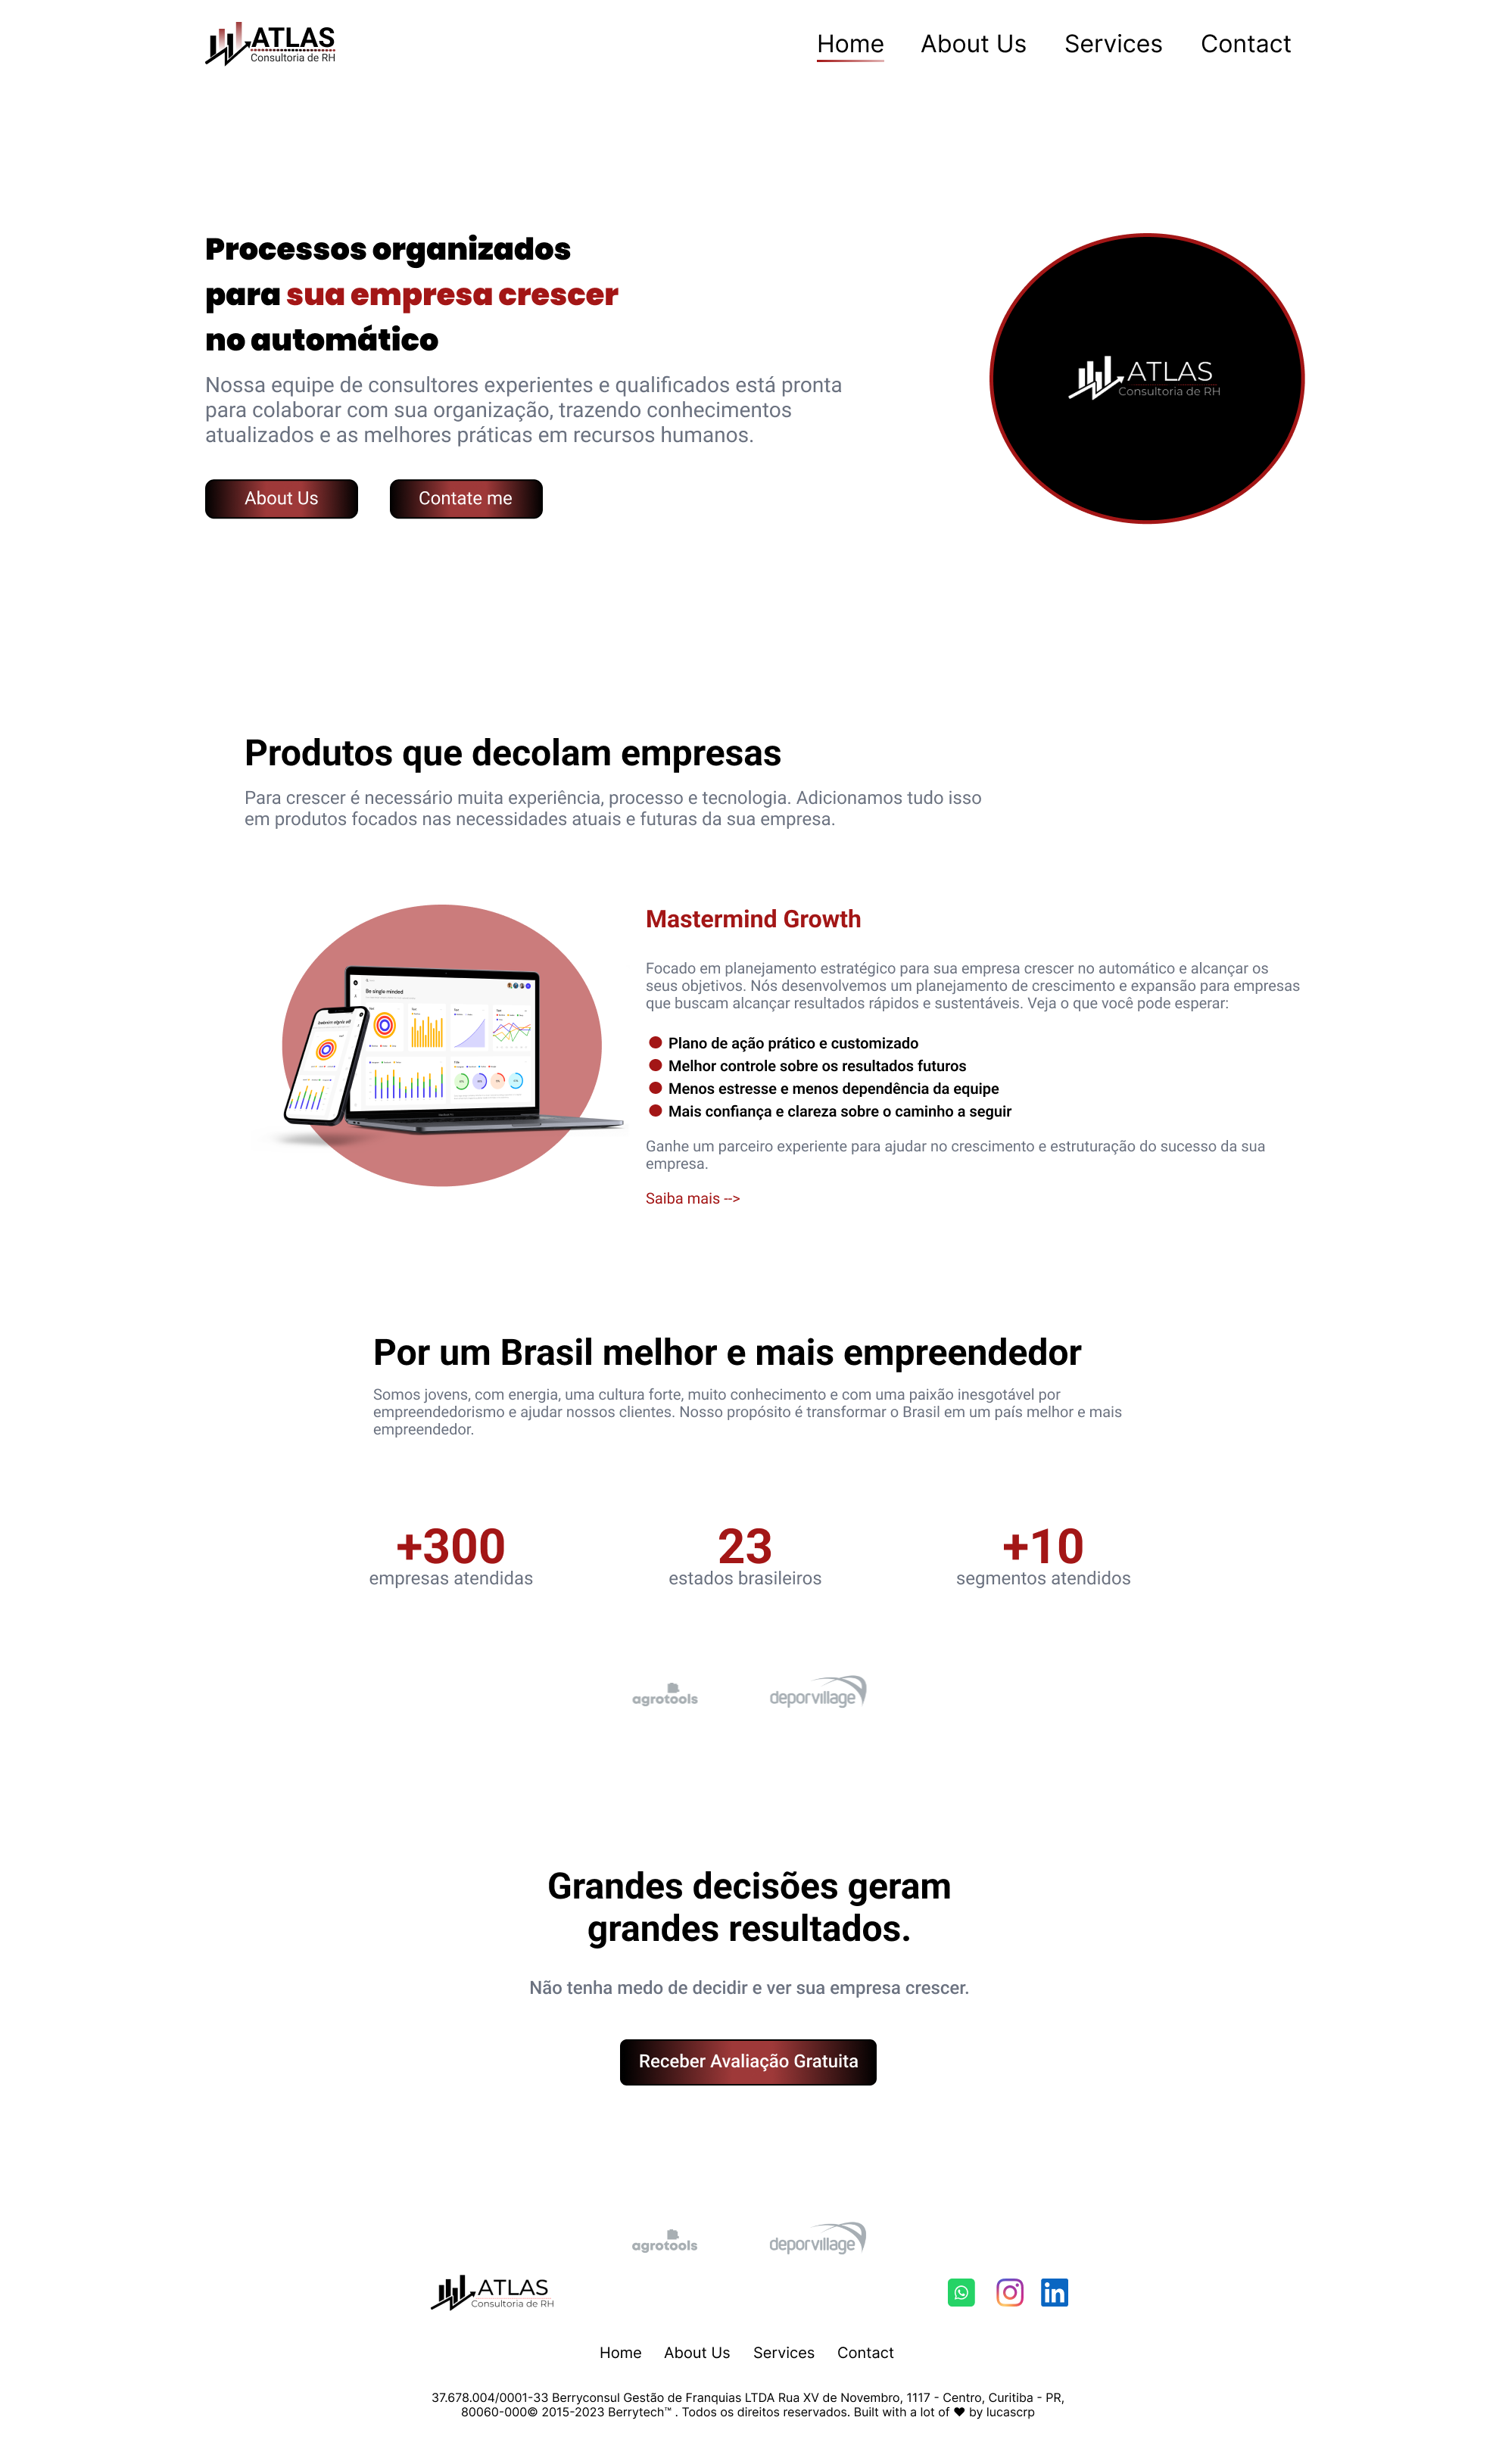 ATLAS
Consultoria de RH
Home About Us Services Contact
Processos organizados
para sua empresa crescer
no automático
Nossa equipe de consultores experientes e qualificados está pronta
para colaborar com sua organização, trazendo conhecimentos
atualizados e as melhores práticas em recursos humanos.
About Us Contate me
ATLAS
Consultoria de RH
Produtos que decolam empresas
Para crescer é necessário muita experiência, processo e tecnologia. Adicionamos tudo isso
em produtos focados nas necessidades atuais e futuras da sua empresa.
Be single minded
Mastermind Growth
Focado em planejamento estratégico para sua empresa crescer no automático e alcançar os
seus objetivos. Nós desenvolvemos um planejamento de crescimento e expansão para empresas
que buscam alcançar resultados rápidos e sustentáveis. Veja o que você pode esperar:
Plano de ação prático e customizado
Melhor controle sobre os resultados futuros
Menos estresse e menos dependência da equipe
Mais confiança e clareza sobre o caminho a seguir
Ganhe um parceiro experiente para ajudar no crescimento e estruturação do sucesso da sua
empresa.
Saiba mais -->
Por um Brasil melhor e mais empreendedor
Somos jovens, com energia, uma cultura forte, muito conhecimento e com uma paixão inesgotável por
empreendedorismo e ajudar nossos clientes. Nosso propósito é transformar o Brasil em um país melhor e mais
empreendedor.
+300 23 +10
empresas atendidas estados brasileiros segmentos atendidos
agrotools deporvillage
Grandes decisões geram
grandes resultados.
Não tenha medo de decidir e ver sua empresa crescer.
Receber Avaliação Gratuita
agrotools deporvillage
ATLAS
Consultoria de RH
in
Home About Us Services Contact
37.678.004/0001-33 Berryconsul Gestão de Franquias LTDA Rua XV de Novembro, 1117 - Centro, Curitiba - PR,
80060-000© 2015-2023 Berrytech™ . Todos os direitos reservados. Built with a lot of ♥ by lucascrp